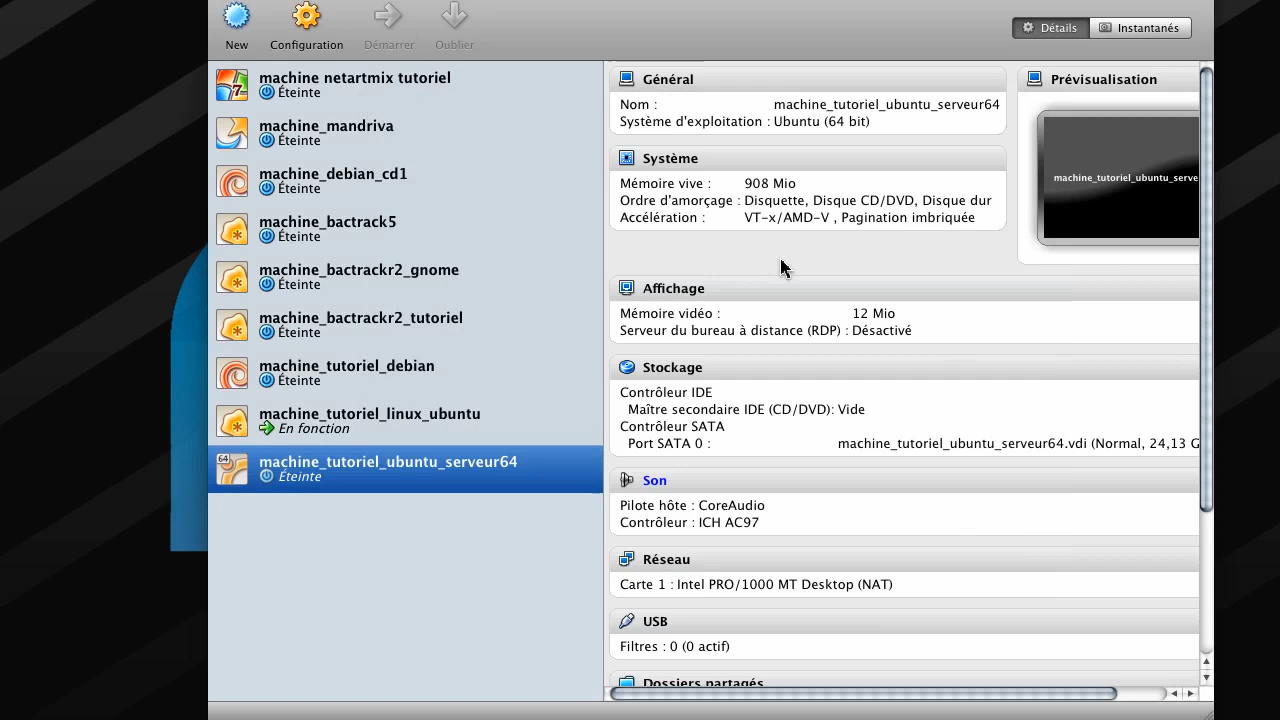 New
Configuration
Démarrer
Oublier
Détails
Instantanés
machine netartmix tutoriel
Éteinte
machine_mandriva
Éteinte
machine_debian_cd1
Éteinte
machine_bactrack5
Éteinte
machine_bactrackr2_gnome
Éteinte
machine_bactrackr2_tutoriel
Éteinte
machine_tutoriel_debian
Éteinte
machine_tutoriel_linux_ubuntu
En fonction
64
machine_tutoriel_ubuntu_serveur64
Éteinte
Général
Nom : machine_tutoriel_ubuntu_serveur64
Système d'exploitation : Ubuntu (64 bit)
Prévisualisation
machine_tutoriel_ubuntu_serve
Système
Mémoire vive : 908 Mio
Ordre d'amorçage : Disquette, Disque CD/DVD, Disque dur
Accélération : VT-x/AMD-V , Pagination imbriquée
Affichage
Mémoire vidéo : 12 Mio
Serveur du bureau à distance (RDP) : Désactivé
Stockage
Contrôleur IDE
Maître secondaire IDE (CD/DVD): Vide
Contrôleur SATA
Port SATA 0 : machine_tutoriel_ubuntu_serveur64.vdi (Normal, 24,13 G
Son
Pilote hôte : CoreAudio
Contrôleur : ICH AC97
Réseau
Carte 1 : Intel PRO/1000 MT Desktop (NAT)
USB
Filtres : 0 (0 actif)
Dossiers partagés